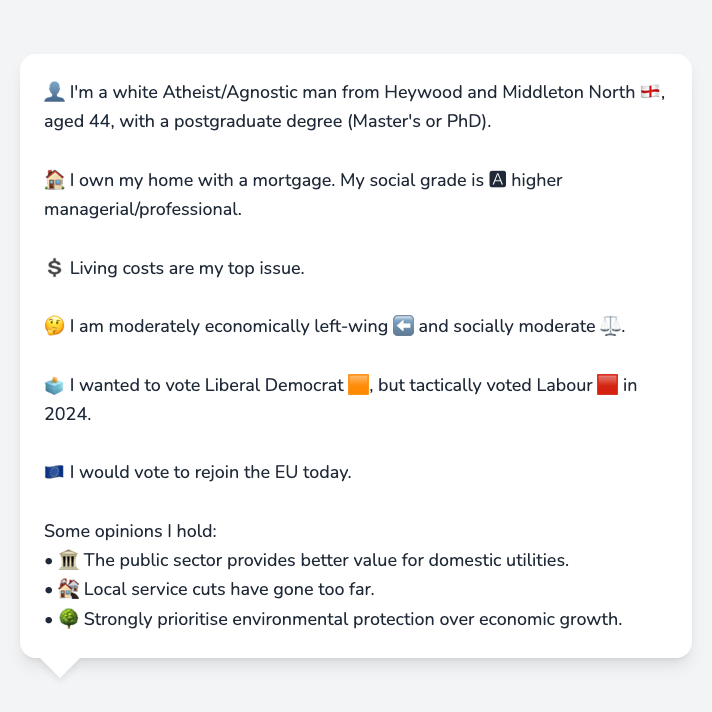 👤 I'm a white Atheist/Agnostic man from Heywood and Middleton North 🏴󠁧󠁢󠁥󠁮󠁧󠁿,
aged 44, with a postgraduate degree (Master's or PhD).
🏠 I own my home with a mortgage. My social grade is 🅰 higher
managerial/professional.
💲 Living costs are my top issue.
🤔 I am moderately economically left-wing ⬅️ and socially moderate ⚖️.
🗳️ I wanted to vote Liberal Democrat 🟧, but tactically voted Labour 🟥 in
2024.
🇪🇺 I would vote to rejoin the EU today.
Some opinions I hold:
• 🏛️ The public sector provides better value for domestic utilities.
• 🏘️ Local service cuts have gone too far.
• 🌳 Strongly prioritise environmental protection over economic growth.